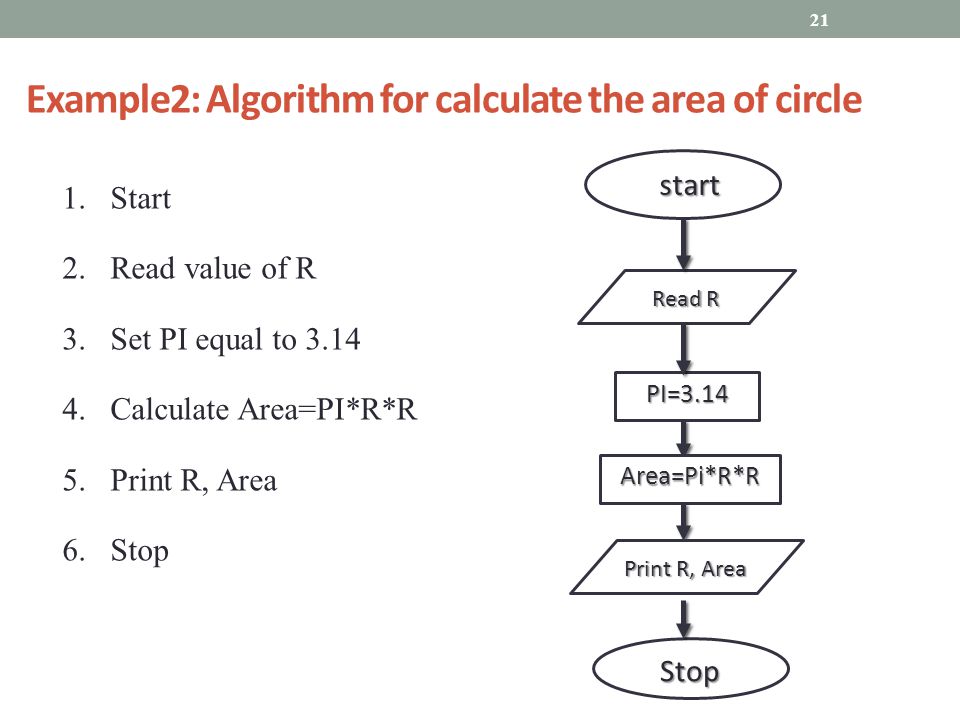 21
Example2: Algorithm for calculate the area of circle
1. Start
2. Read value of R
3. Set PI equal to 3.14
4. Calculate Area=PI*R*R
5. Print R, Area
6. Stop
start
Read R
PI=3.14
Area=Pi*R*R
Print R, Area
Stop